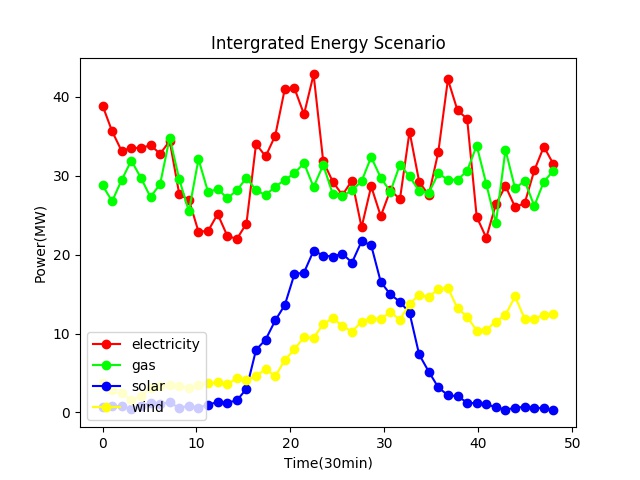 Intergrated Energy Scenario
Power(MW)
40
30
20
10
0
electricity
gas
solar
wind
0 10 20 30 40 50
Time(30min)